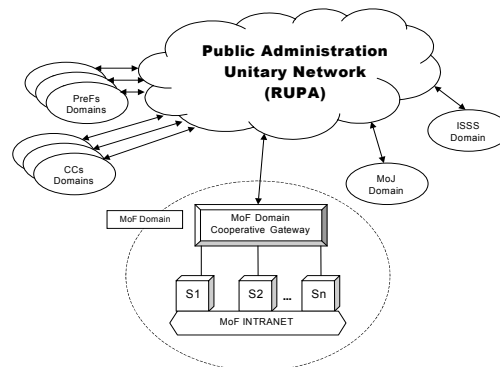 Public Administration
Unitary Network
(RUPA)
PreFs
Domains
ISSS
Domain
CCs
Domains
MoJ
Domain
MoF Domain
MoF Domain
Cooperative Gateway
S1
S2
...
Sn
MoF INTRANET